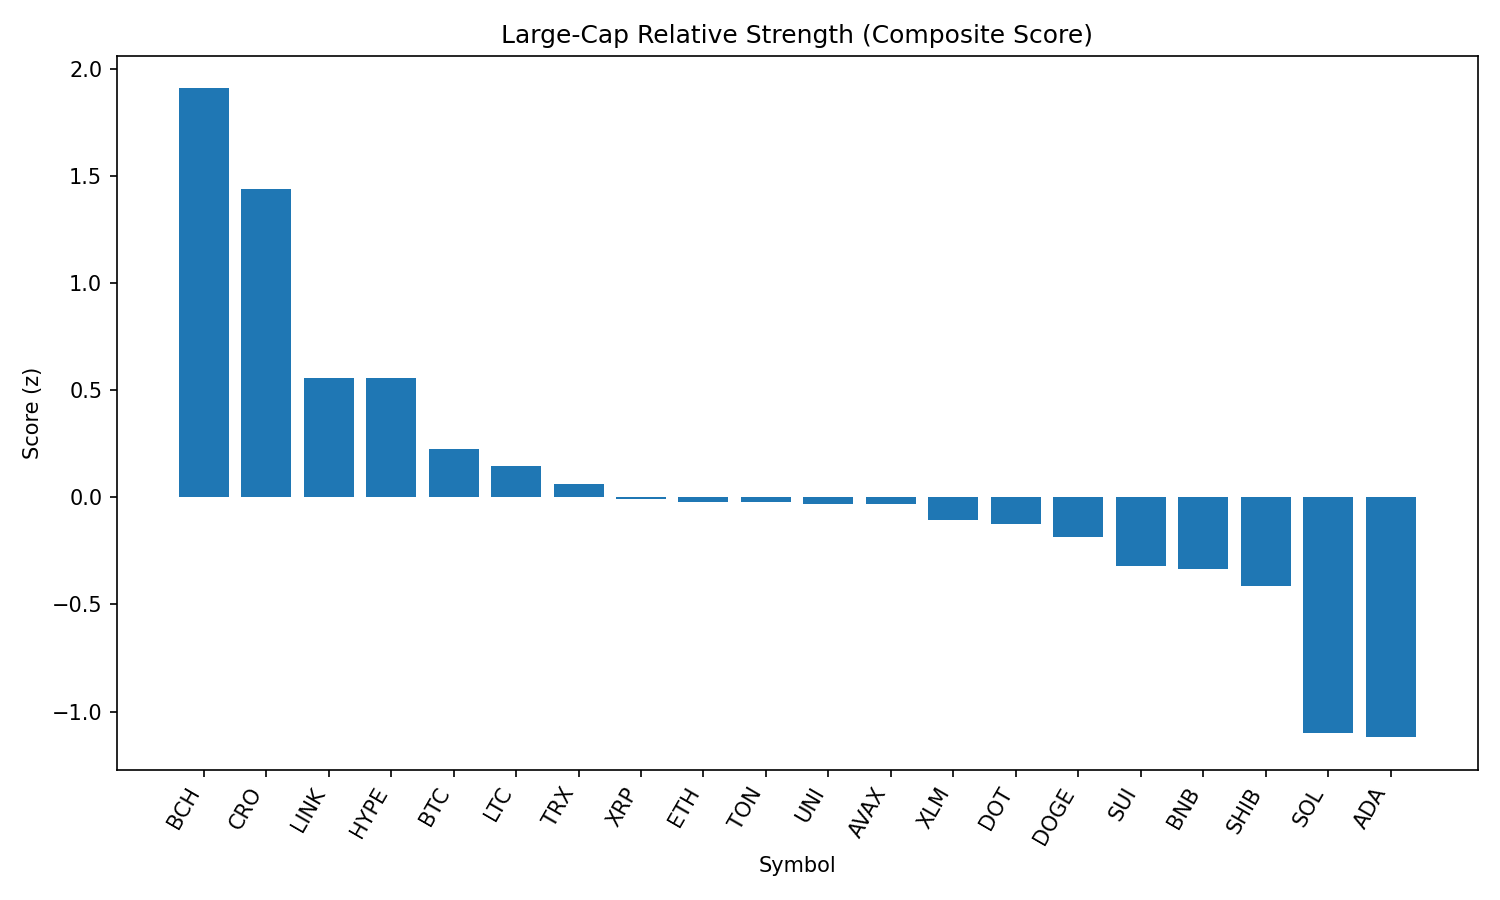 Large-Cap Relative Strength (Composite Score)
2.0
1.5
1.0
0.5
0.0
−0.5
−1.0
Score (z)
BCH
CRO
LINK
HYPE
BTC
LTC
TRX
XRP
ETH
TON
UNI
AVAX
XLM
DOT
DOGE
SUI
BNB
SHIB
SOL
ADA
Symbol